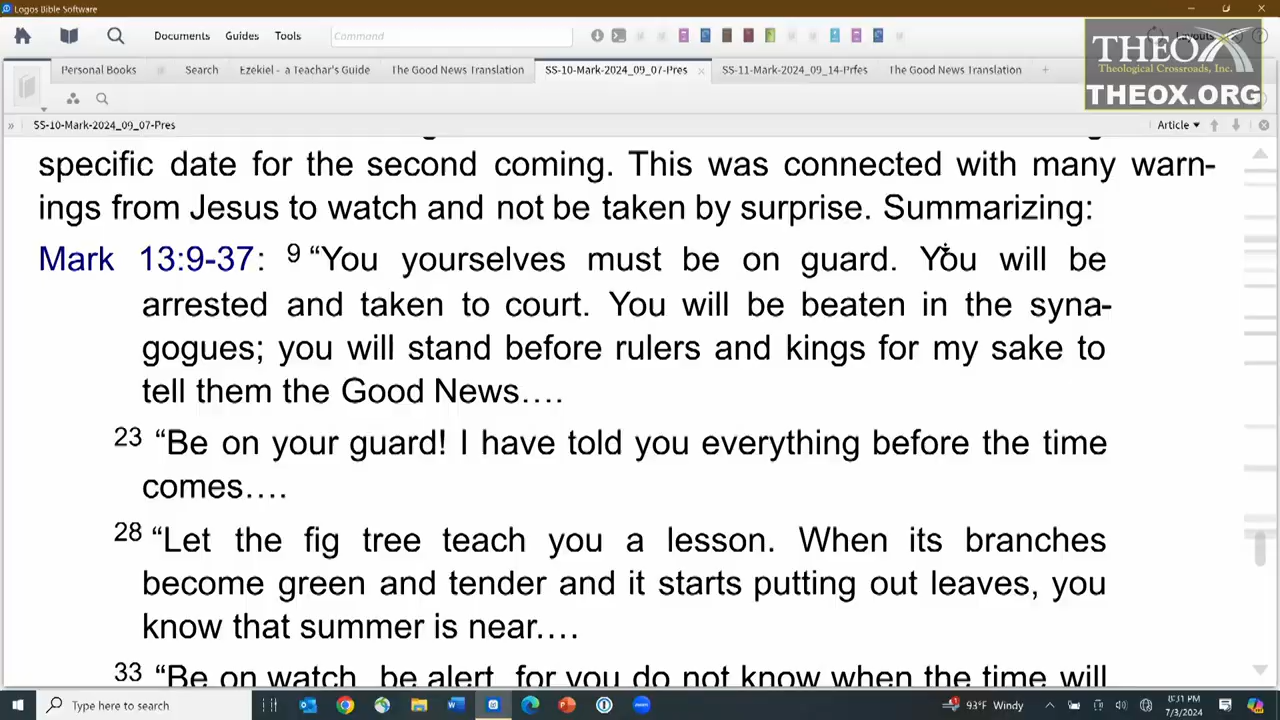 Logos Bible Software
Documents Guides Tools Command
THEOX
Theological Crossroads, Inc.
THEOX.ORG
Personal Books Search Ezekiel - a Teacher's Guide SS-10-Mark-2024_09_07-Pres SS-11-Mark-2024_09_14-Prfes The Good News Translation
SS-10-Mark-2024_09_07-Pres Article
specific date for the second coming. This was connected with many warn-
ings from Jesus to watch and not be taken by surprise. Summarizing:
Mark 13:9-37: 9 “You yourselves must be on guard. You will be
arrested and taken to court. You will be beaten in the syna-
gogues; you will stand before rulers and kings for my sake to
tell them the Good News….
23 “Be on your guard! I have told you everything before the time
comes….
28 “Let the fig tree teach you a lesson. When its branches
become green and tender and it starts putting out leaves, you
know that summer is near….
33 “Be on watch, be alert, for you do not know when the time will
Type here to search 93°F Windy 8:31 PM
7/3/2024